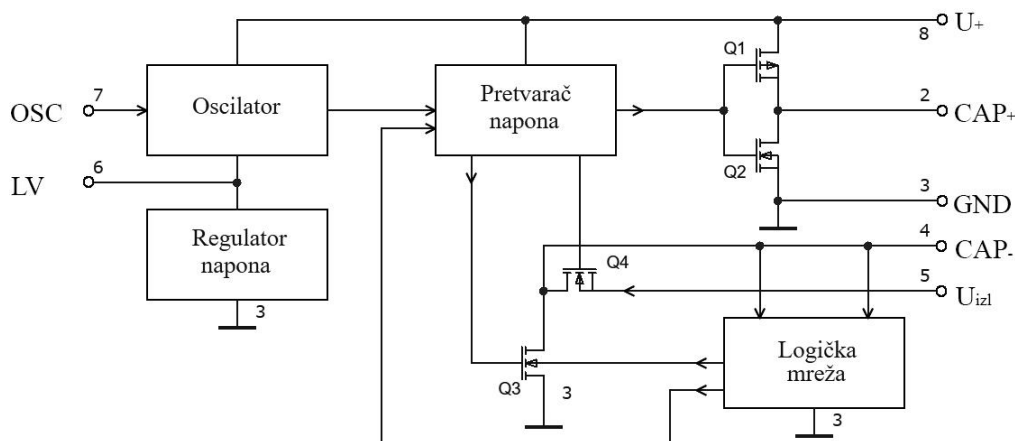 U+
8
Q1
7
OSC
Oscilator
Pretvarač
napona
2
CAP+
6
LV
Q2
3
GND
Regulator
napona
4
CAP-
Q4
5
Uizl
3
Logička
mreža
Q3
3
3